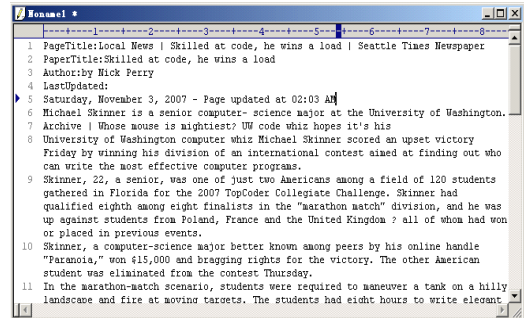 Noname1 *
----+----1----+----2----+----3----+----4----+----5----+----6----+----7----+----8--
1 PageTitle:Local News | Skilled at code, he wins a load | Seattle Times Newspaper
2 PaperTitle:Skilled at code, he wins a load
3 Author:by Nick Perry
4 LastUpdated:
5 Saturday, November 3, 2007 - Page updated at 02:03 AM
6 Michael Skinner is a senior computer- science major at the University of Washington.
7 Archive | Whose mouse is mightiest? UW code whiz hopes it's his
8 University of Washington computer whiz Michael Skinner scored an upset victory
Friday by winning his division of an international contest aimed at finding out who
can write the most effective computer programs.
9 Skinner, 22, a senior, was one of just two Americans among a field of 120 students
gathered in Florida for the 2007 TopCoder Collegiate Challenge. Skinner had
qualified eighth among eight finalists in the "marathon match" division, and he was
up against students from Poland, France and the United Kingdom ? all of whom had won
or placed in previous events.
10 Skinner, a computer-science major better known among peers by his online handle
"Paranoia," won $15,000 and bragging rights for the victory. The other American
student was eliminated from the contest Thursday.
11 In the marathon-match scenario, students were required to maneuver a tank on a hilly
landscape and fire at moving targets. The students had eight hours to write elegant